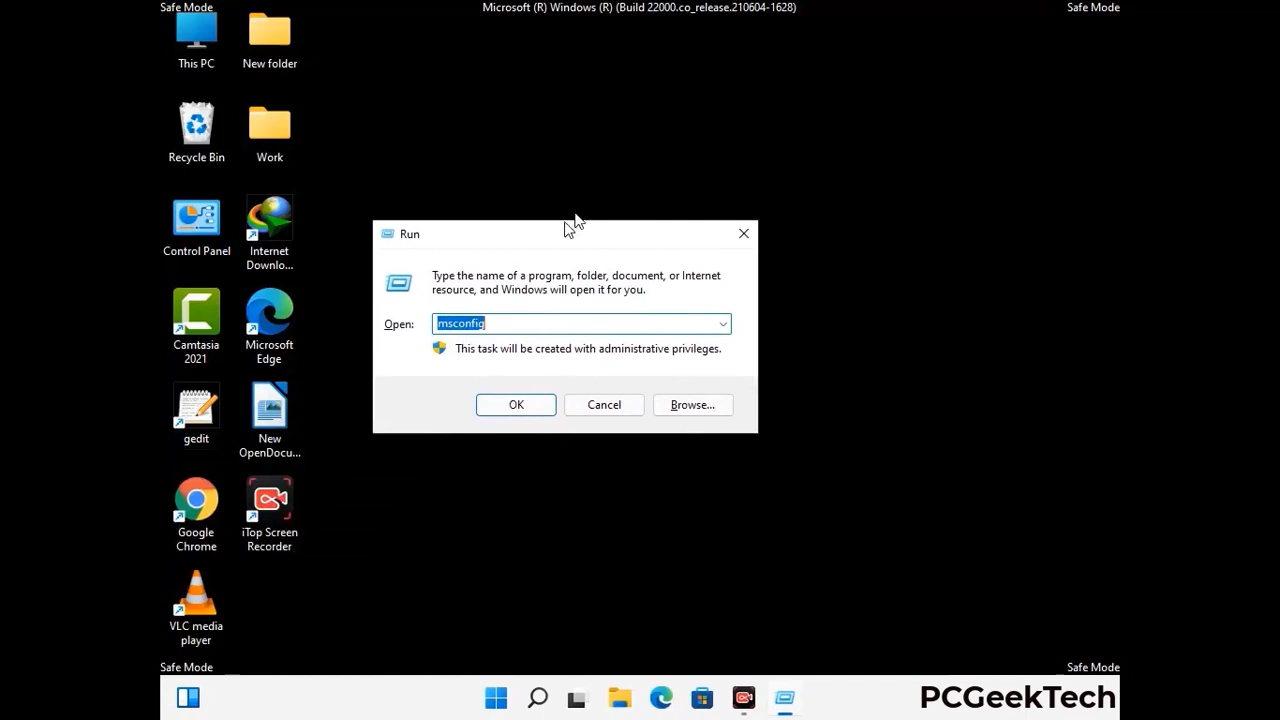 Safe Mode
Microsoft (R) Windows (R) (Build 22000.co_release.210604-1628)
Safe Mode
This PC
New folder
Recycle Bin
Work
Control Panel
Internet
Downlo...
Camtasia
2021
Microsoft
Edge
gedit
New
OpenDocu...
Google
Chrome
iTop Screen
Recorder
VLC media
player
Run
Type the name of a program, folder, document, or Internet
resource, and Windows will open it for you.
Open:
msconfig
This task will be created with administrative privileges.
OK
Cancel
Browse...
Safe Mode
Safe Mode
PCGeekTech